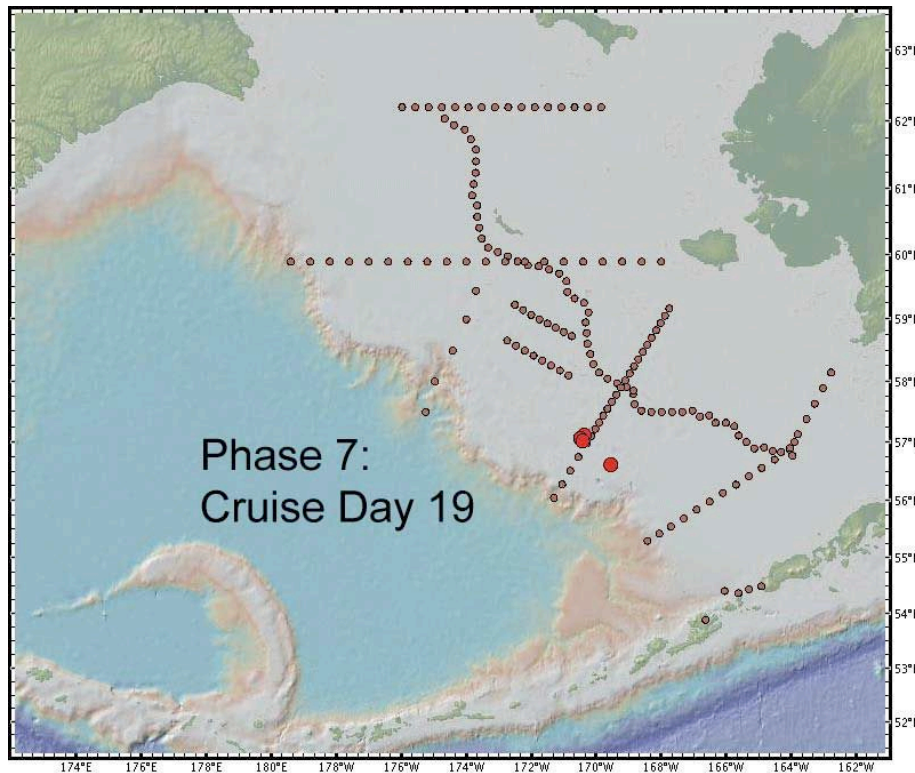 63°N
62°N
61°N
60°N
59°N
58°N
57°N
56°N
55°N
54°N
53°N
52°N
Phase 7:
Cruise Day 19
174°E
176°E
178°E
180°E
178°W
176°W
174°W
172°W
170°W
168°W
166°W
164°W
162°W